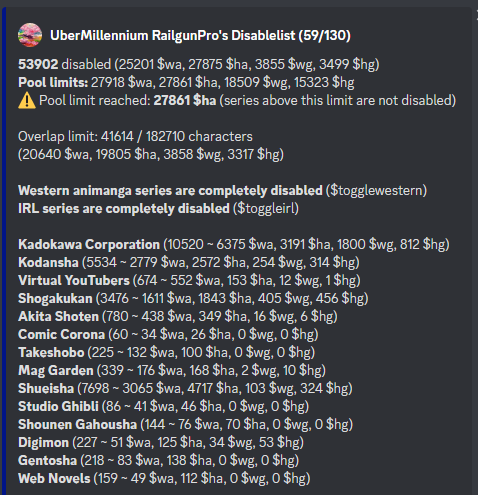 UberMillennium RailgunPro's Disablelist (59/130)
53902 disabled (25201 $wa, 27875 $ha, 3855 $wg, 3499 $hg)
Pool limits: 27918 $wa, 27861 $ha, 18509 $wg, 15323 $hg
⚠️ Pool limit reached: 27861 $ha (series above this limit are not disabled)
Overlap limit: 41614 / 182710 characters
(20640 $wa, 19805 $ha, 3858 $wg, 3317 $hg)
Western animanga series are completely disabled ($togglewestern)
IRL series are completely disabled ($toggleirl)
Kadokawa Corporation (10520 ~ 6375 $wa, 3191 $ha, 1800 $wg, 812 $hg)
Kodansha (5534 ~ 2779 $wa, 2572 $ha, 254 $wg, 314 $hg)
Virtual YouTubers (674 ~ 552 $wa, 153 $ha, 12 $wg, 1 $hg)
Shogakukan (3476 ~ 1611 $wa, 1843 $ha, 405 $wg, 456 $hg)
Akita Shoten (780 ~ 438 $wa, 349 $ha, 16 $wg, 6 $hg)
Comic Corona (60 ~ 34 $wa, 26 $ha, 0 $wg, 0 $hg)
Takeshobo (225 ~ 132 $wa, 100 $ha, 0 $wg, 0 $hg)
Mag Garden (339 ~ 176 $wa, 168 $ha, 2 $wg, 10 $hg)
Shueisha (7698 ~ 3065 $wa, 4717 $ha, 103 $wg, 324 $hg)
Studio Ghibli (86 ~ 41 $wa, 46 $ha, 0 $wg, 0 $hg)
Shounen Gahousha (144 ~ 76 $wa, 70 $ha, 0 $wg, 0 $hg)
Digimon (227 ~ 51 $wa, 125 $ha, 34 $wg, 53 $hg)
Gentosha (218 ~ 83 $wa, 138 $ha, 0 $wg, 0 $hg)
Web Novels (159 ~ 49 $wa, 112 $ha, 0 $wg, 0 $hg)